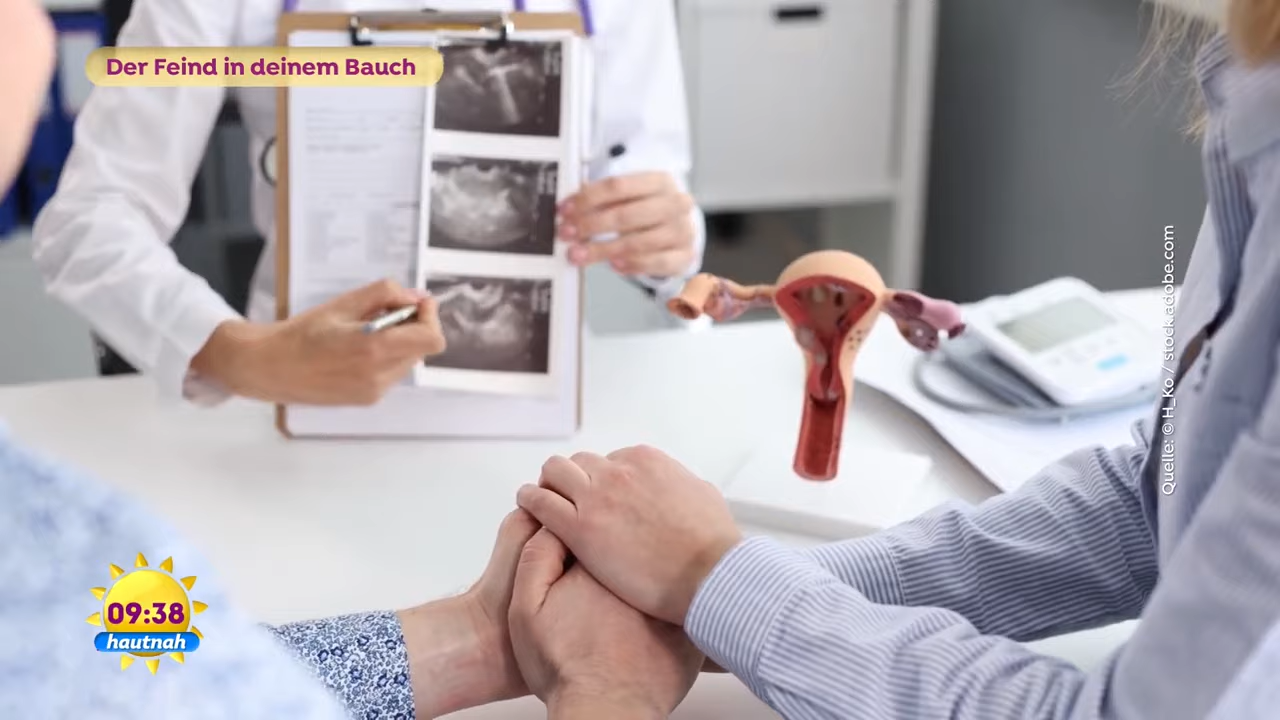 Der Feind in deinem Bauch
Quelle: © H_Ko / stock.adobe.com
09:38
hautnah